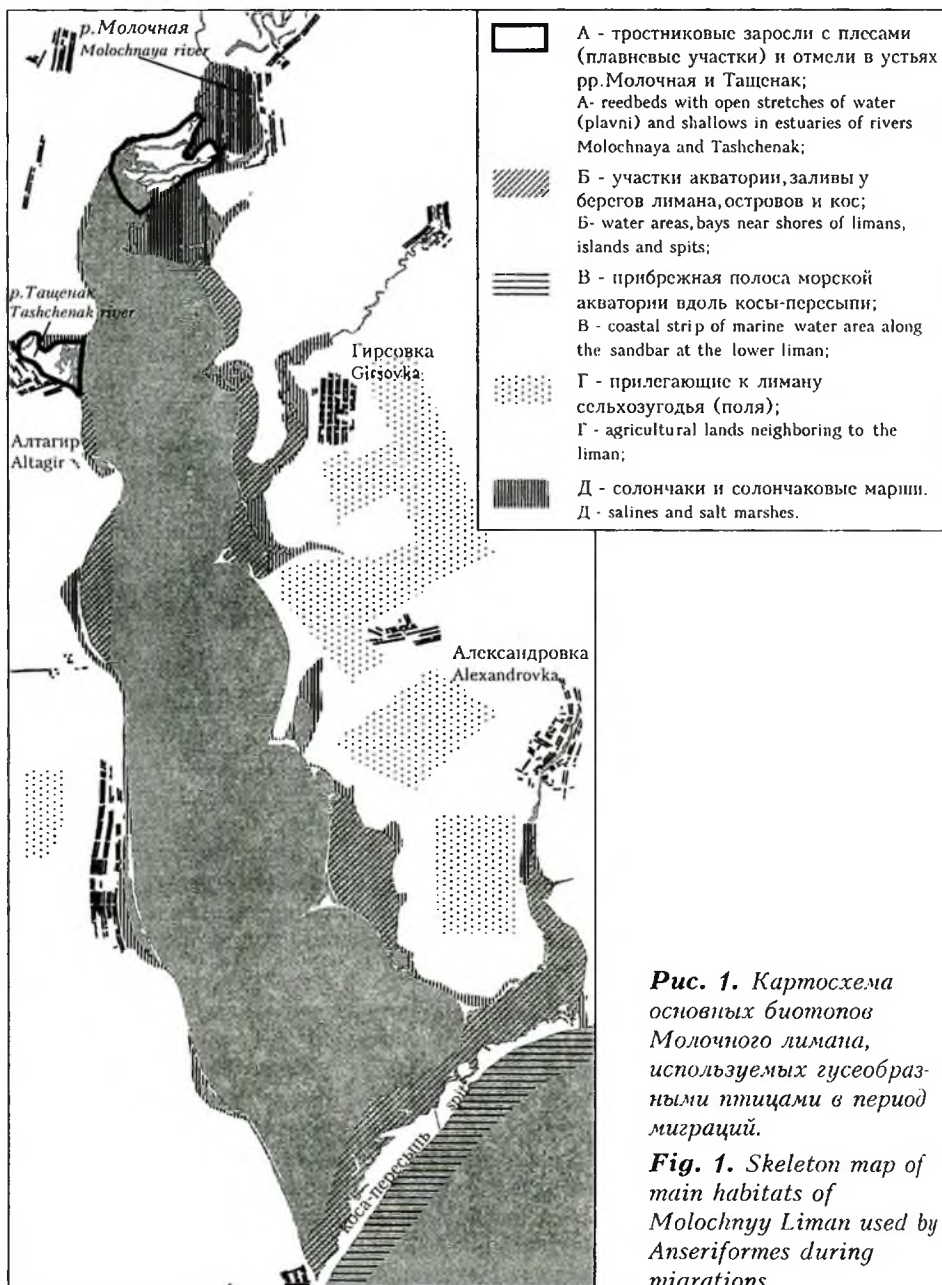 р.Молочная
Molochnaya river
р.Тащенак
Tashchenak river
Гирсовка
Girsovka
Алтагир
Altagir
Александровка
Alexandrovka
Коса-пересыпь
spit
А - тростниковые заросли с плесами
(плавневые участки) и отмели в устьях
рр.Молочная и Тащенак;
A- reedbeds with open stretches of water
(plavni) and shallows in estuaries of rivers
Molochnaya and Tashchenak;
Б - участки акватории,заливы у
берегов лимана,островов и кос;
Б- water areas,bays near shores of limans,
islands and spits;
В - прибрежная полоса морской
акватории вдоль косы-пересыпи;
В - coastal strip of marine water area along
the sandbar at the lower liman;
Г - прилегающие к лиману
сельхозугодья (поля);
Г - agricultural lands neighboring to the
liman;
Д - солончаки и солончаковые марши.
Д - salines and salt marshes.
Рис. 1. Картосхема
основных биотопов
Молочного лимана,
используемых гусеобраз-
ными птицами в период
миграций.
Fig. 1. Skeleton map of
main habitats of
Molochnyy Liman used by
Anseriformes during
migrations